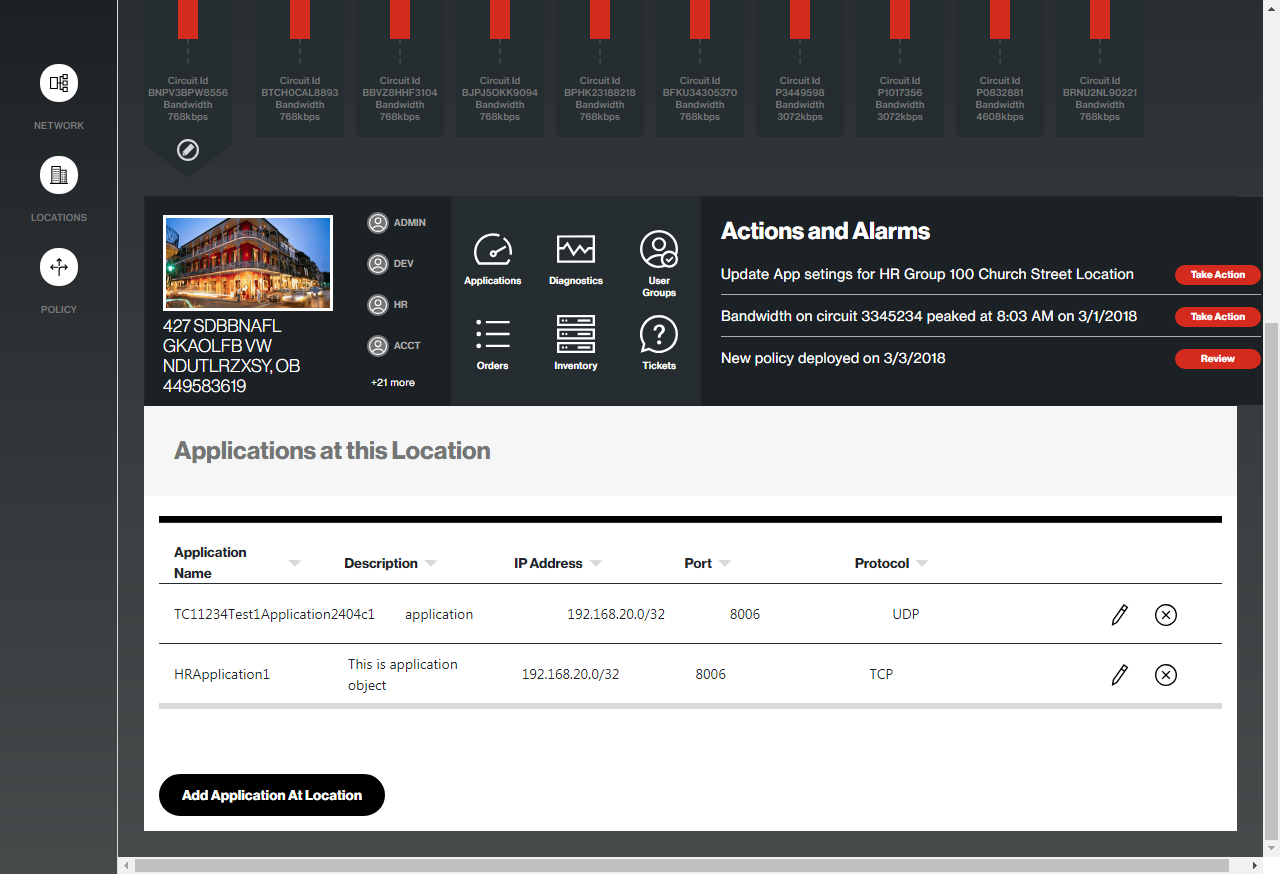 Circuit Id
BNPV3BPW8556
Bandwidth
768kbps
Circuit Id
BTCH0CAL8893
Bandwidth
768kbps
Circuit Id
BBVZ8HHF3104
Bandwidth
768kbps
Circuit Id
BJPJ5OKK9094
Bandwidth
768kbps
Circuit Id
BPHK23188218
Bandwidth
768kbps
Circuit Id
BFKU34305370
Bandwidth
768kbps
Circuit Id
P3449598
Bandwidth
3072kbps
Circuit Id
P1017356
Bandwidth
3072kbps
Circuit Id
P0832881
Bandwidth
4608kbps
Circuit Id
BRNU2NL90221
Bandwidth
768kbps
NETWORK
LOCATIONS
POLICY
427 SDBBNAFL
GKAOLFB VW
NDUTLRZXSY, OB
449583619
ADMIN
DEV
HR
ACCT
+21 more
Applications
Diagnostics
User
Groups
Orders
Inventory
Tickets
Actions and Alarms
Update App setings for HR Group 100 Church Street Location
Take Action
Bandwidth on circuit 3345234 peaked at 8:03 AM on 3/1/2018
Take Action
New policy deployed on 3/3/2018
Review
Applications at this Location
Application
Name
Description
IP Address
Port
Protocol
TC11234Test1Application2404c1 application 192.168.20.0/32 8006 UDP
HRApplication1
This is application
object
192.168.20.0/32
8006
TCP
Add Application At Location